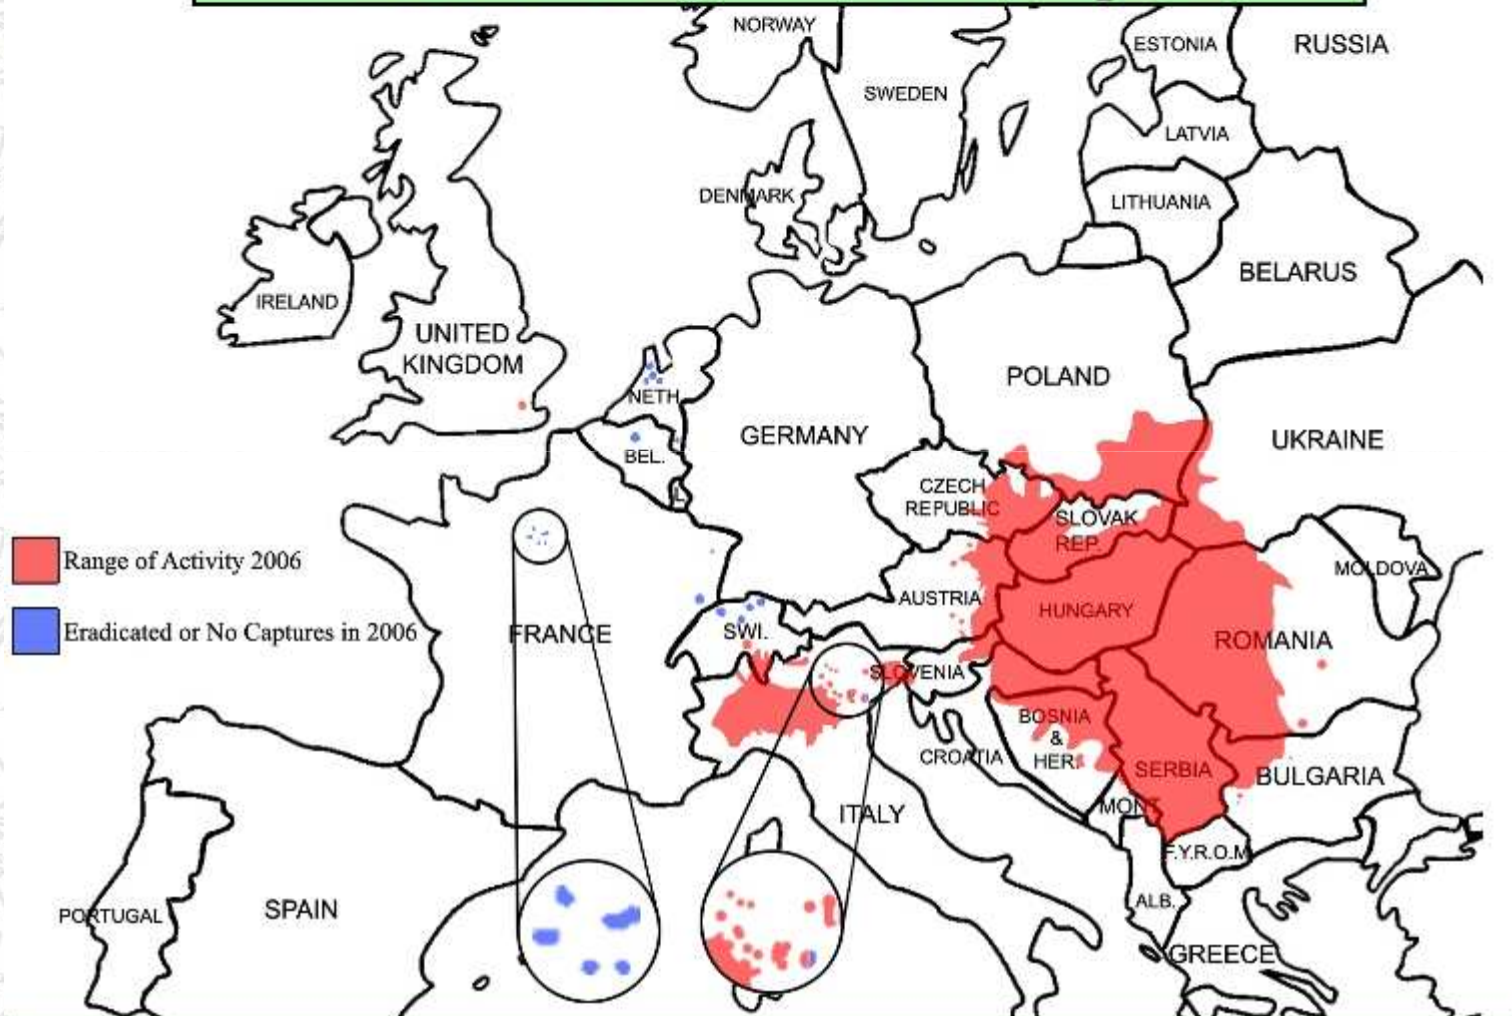 NORWAY
ESTONIA
RUSSIA
SWEDEN
LATVIA
DENMARK
LITHUANIA
IRELAND
BELARUS
UNITED
KINGDOM
POLAND
NETH.
GERMANY
UKRAINE
BEL.
CZECH
REPUBLIC
L
SLOVAK
REP.
Range of Activity 2006
MOLDOVA
AUSTRIA
HUNGARY
Eradicated or No Captures in 2006
FRANCE
SWI.
ROMANIA
SLOVENIA
BOSNIA
&
HER.
CROATIA
SERBIA
BULGARIA
MONT.
ITALY
F.Y.R.O.M.
PORTUGAL
SPAIN
ALB.
GREECE